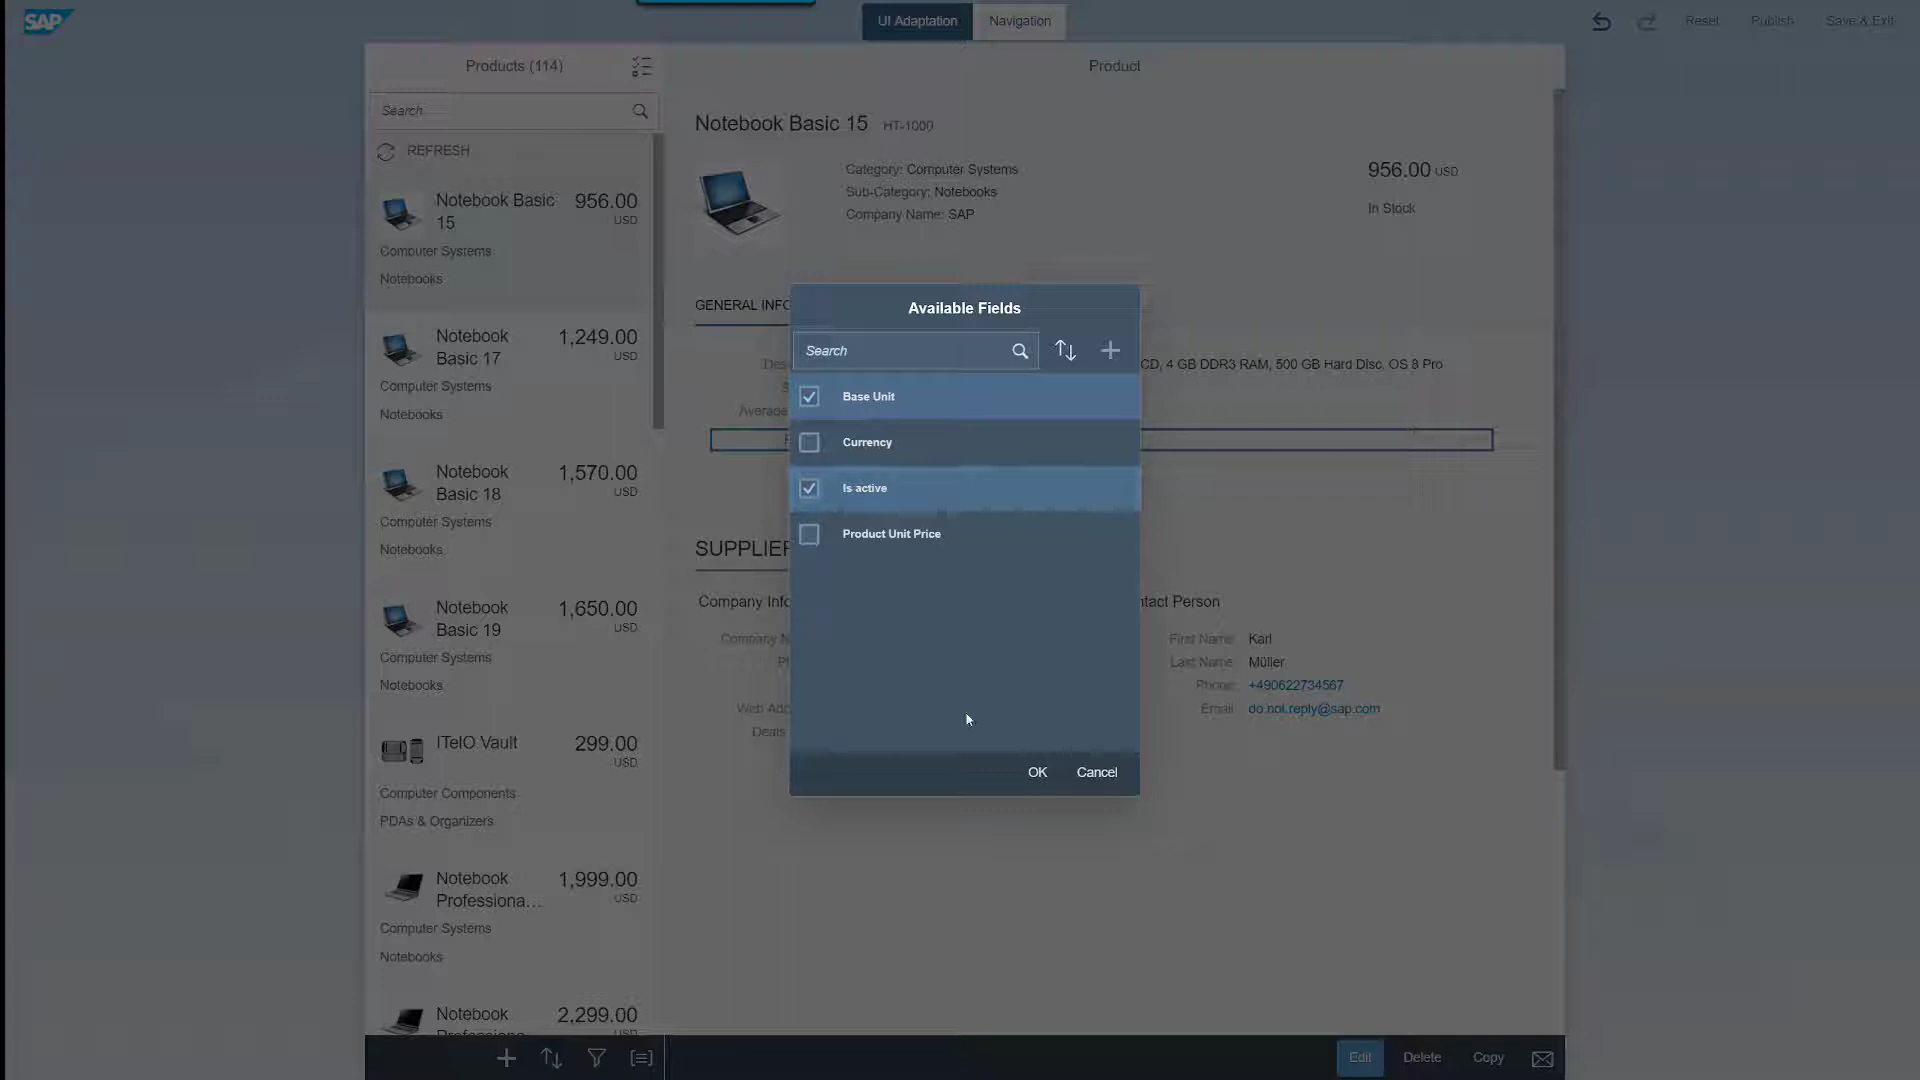 SAP
UI Adaptation
Navigation
Reset
Publish
Save & Exit
Products (114)
Search
REFRESH
Notebook Basic
15
956.00
USD
Computer Systems
Notebooks
Notebook
Basic 17
1,249.00
USD
Computer Systems
Notebooks
Notebook
Basic 18
1,570.00
USD
Computer Systems
Notebooks
Notebook
Basic 19
1,650.00
USD
Computer Systems
Notebooks
ITelO Vault
299.00
USD
Computer Components
PDAs & Organizers
Notebook
Professiona...
1,999.00
USD
Computer Systems
Notebooks
Notebook
2,299.00
USD
Product
Notebook Basic 15 HT-1000
Category: Computer Systems
Sub-Category: Notebooks
Company Name: SAP
956.00 USD
In Stock
GENERAL INFO
CD, 4 GB DDR3 RAM, 500 GB Hard Disc. OS 8 Pro
Average
SUPPLIER
Company Info
Company N
Web Add
Deals
tact Person
First Name: Karl
Last Name: Müller
Phone: +490622734567
Email: do.not.reply@sap.com
Available Fields
Search
Base Unit
Currency
Is active
Product Unit Price
OK
Cancel
Edit
Delete
Copy